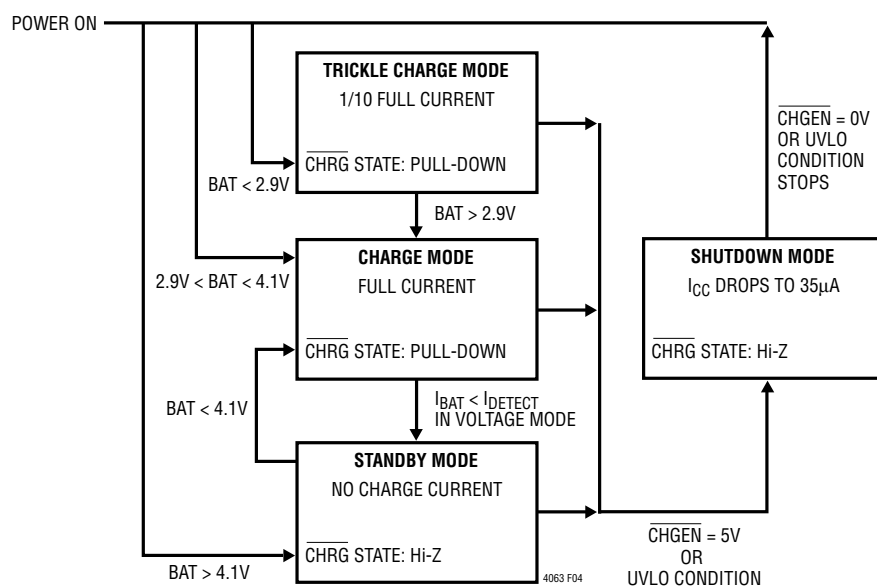 POWER ON
TRICKLE CHARGE MODE
1/10 FULL CURRENT
CHRG STATE: PULL-DOWN
BAT < 2.9V
BAT > 2.9V
CHGEN = 0V
OR UVLO
CONDITION
STOPS
2.9V < BAT < 4.1V
CHARGE MODE
FULL CURRENT
CHRG STATE: PULL-DOWN
SHUTDOWN MODE
ICC DROPS TO 35µA
CHRG STATE: Hi-Z
BAT < 4.1V
IBAT < IDETECT
IN VOLTAGE MODE
STANDBY MODE
NO CHARGE CURRENT
CHRG STATE: Hi-Z
BAT > 4.1V
4063 F04
CHGEN = 5V
OR
UVLO CONDITION